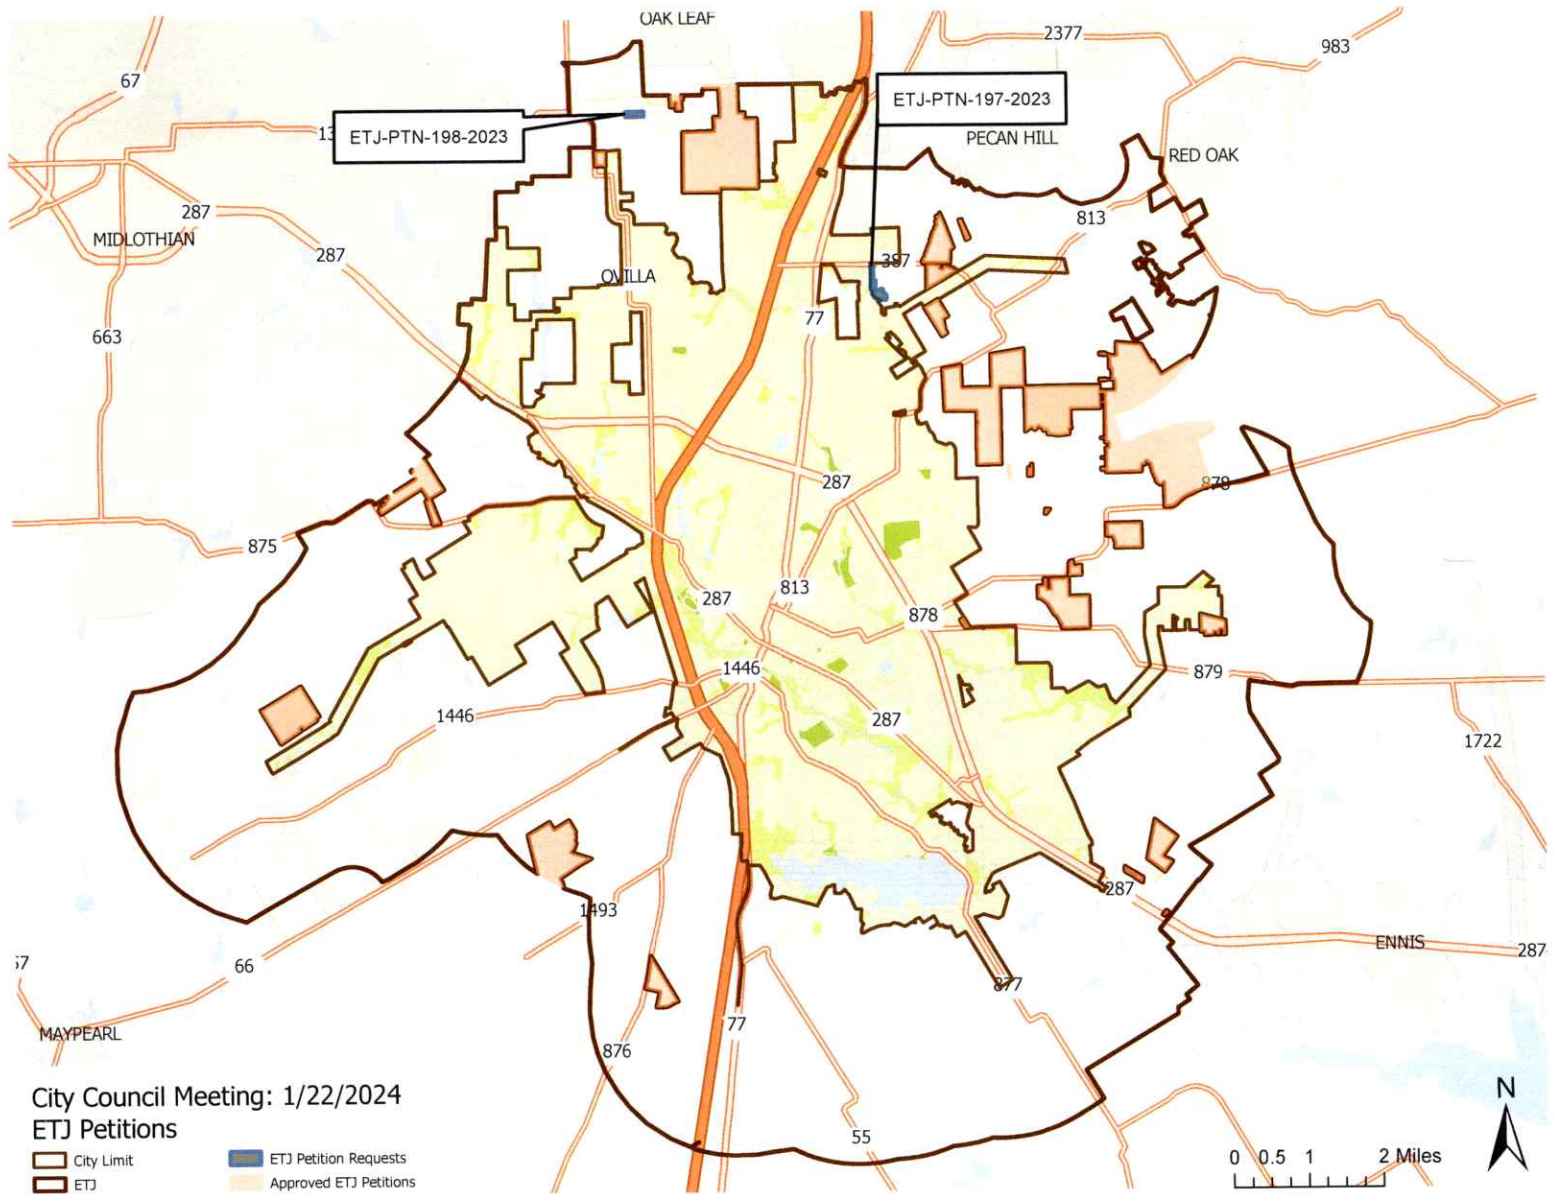 OAK LEAF
2377
983
67
ETJ-PTN-197-2023
13
ETJ-PTN-198-2023
PECAN HILL
RED OAK
287
813
MIDLOTHIAN
287
397
OVILLA
77
663
287
878
875
287
813
878
1446
879
1446
287
1722
287
1493
ENNIS
287
66
877
MAYPEARL
77
876
55
City Council Meeting: 1/22/2024
ETJ Petitions
City Limit
ETJ Petition Requests
ETJ
Approved ETJ Petitions
N
0 0.5 1 2 Miles